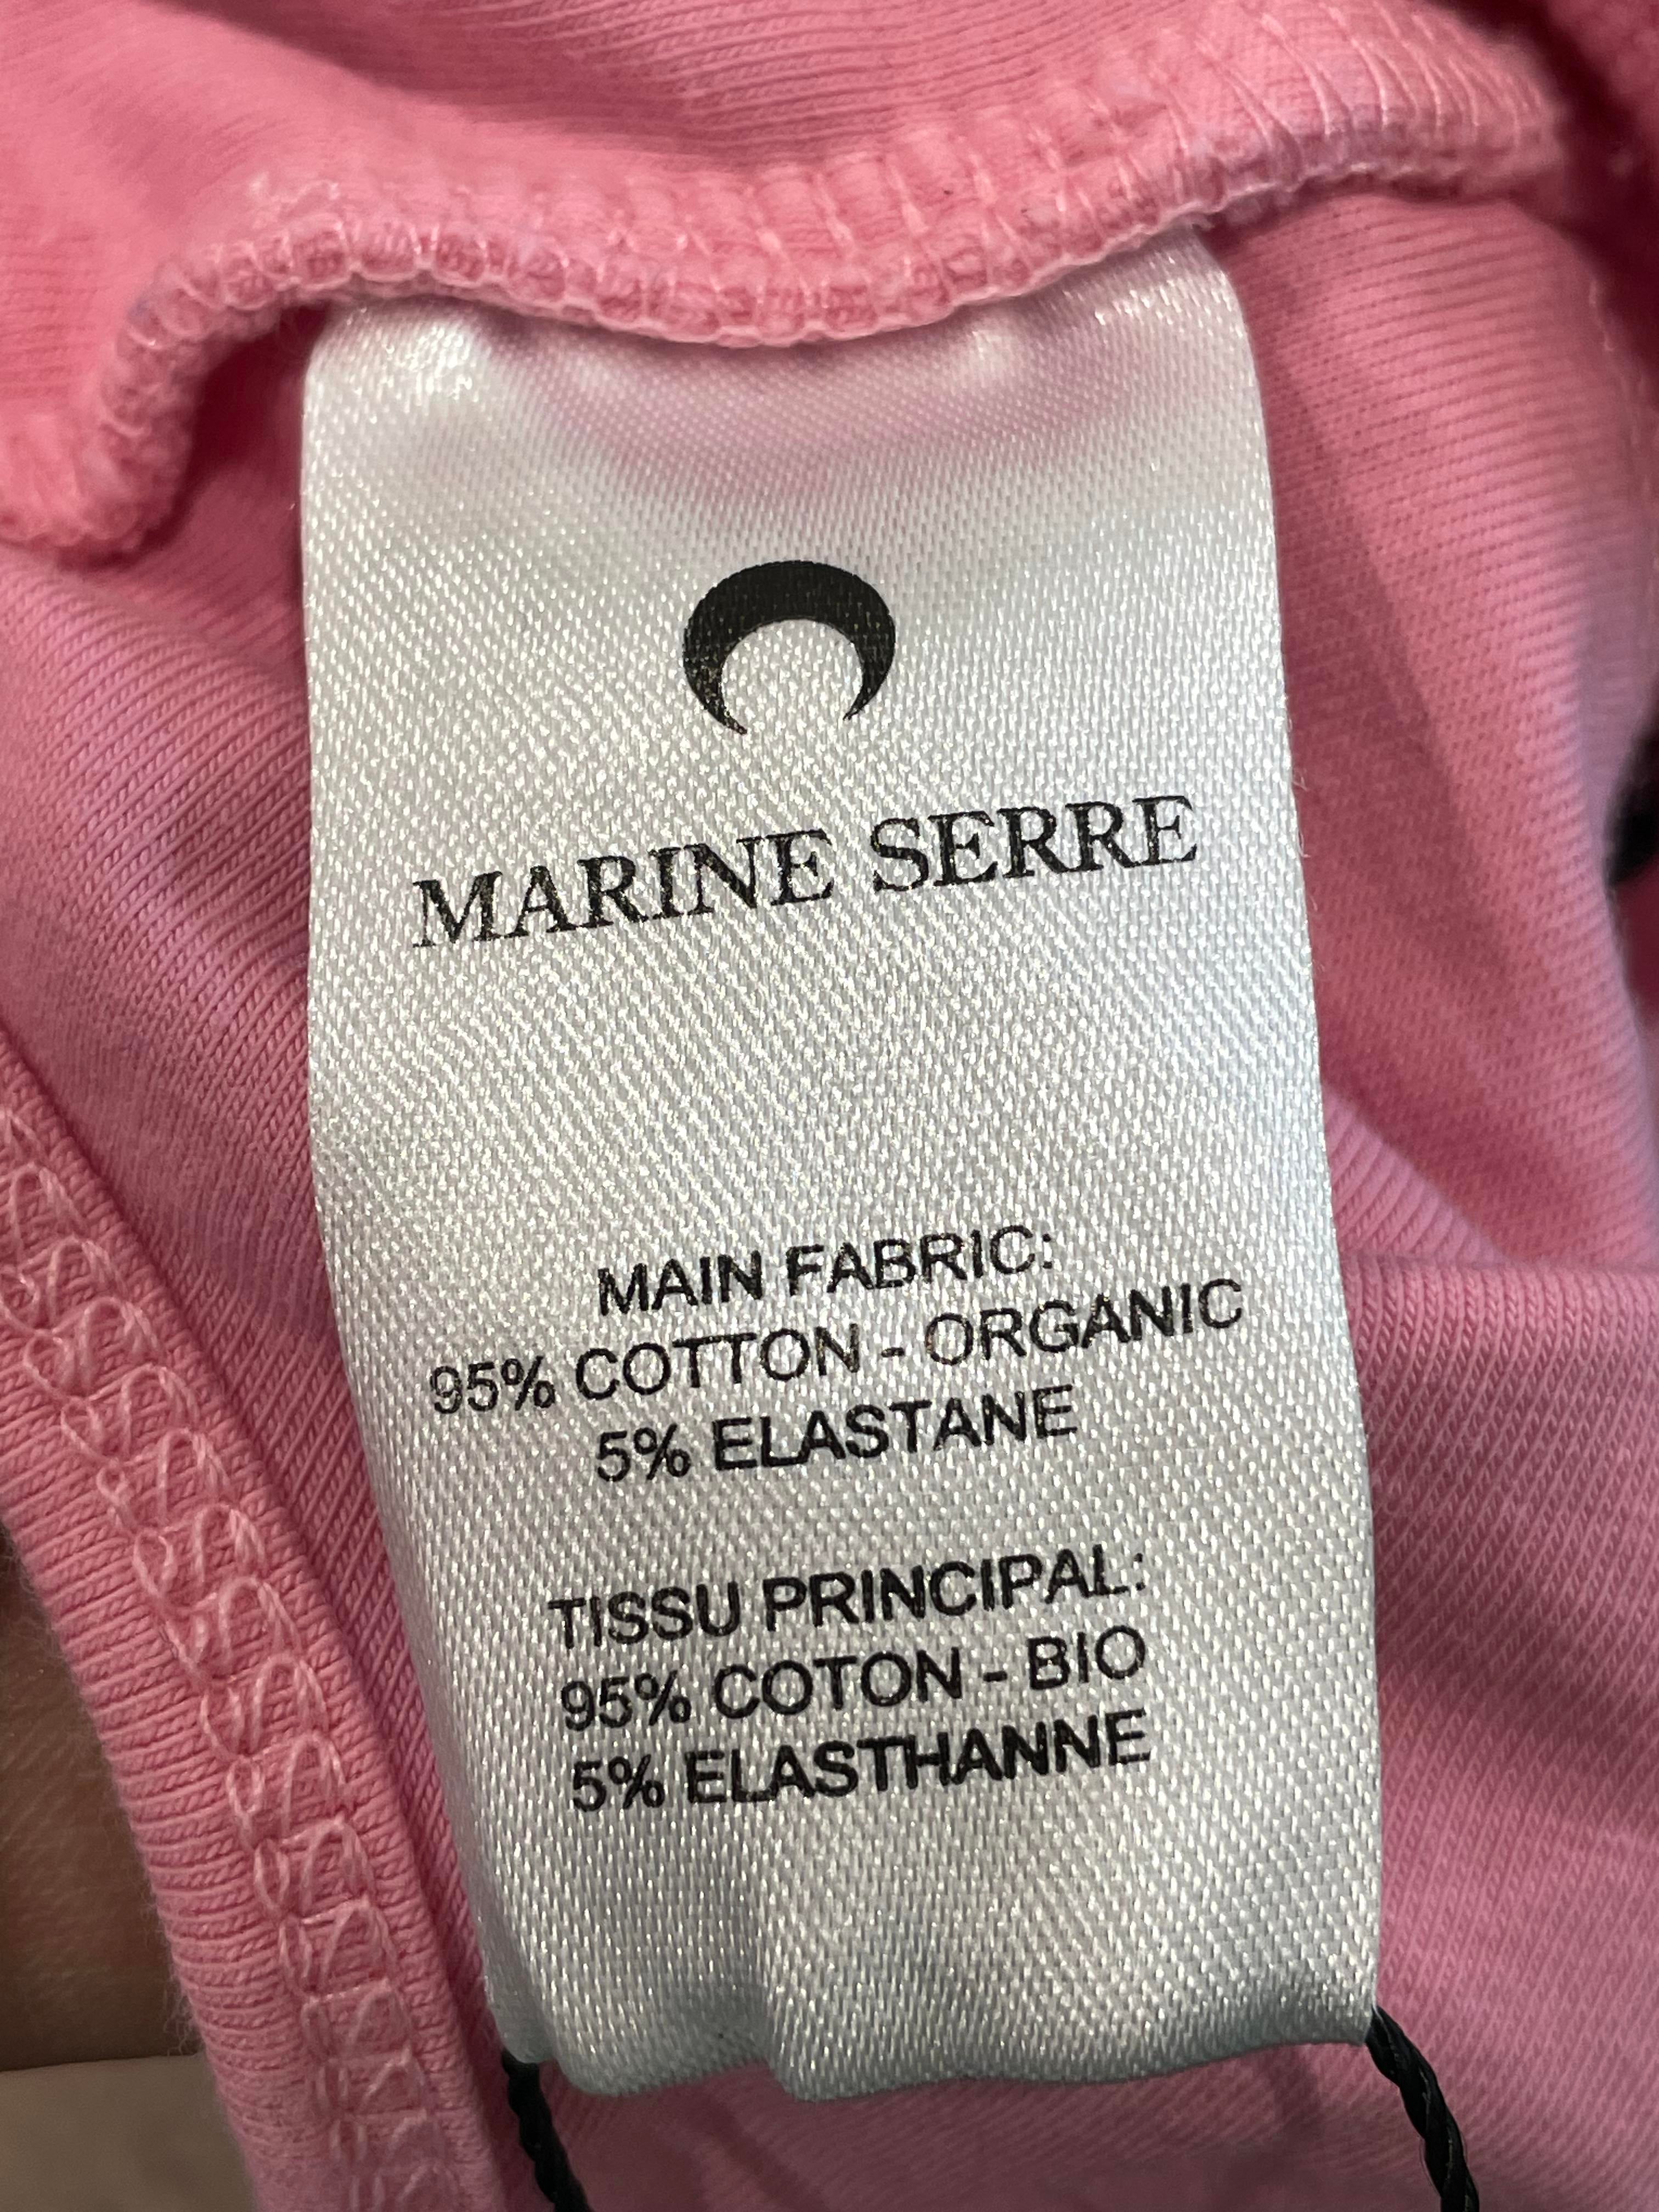 MARINE SERRE
MAIN FABRIC:
95% COTTON - ORGANIC
5% ELASTANE
TISSU PRINCIPAL:
95% COTON - BIO
5% ELASTHANNE